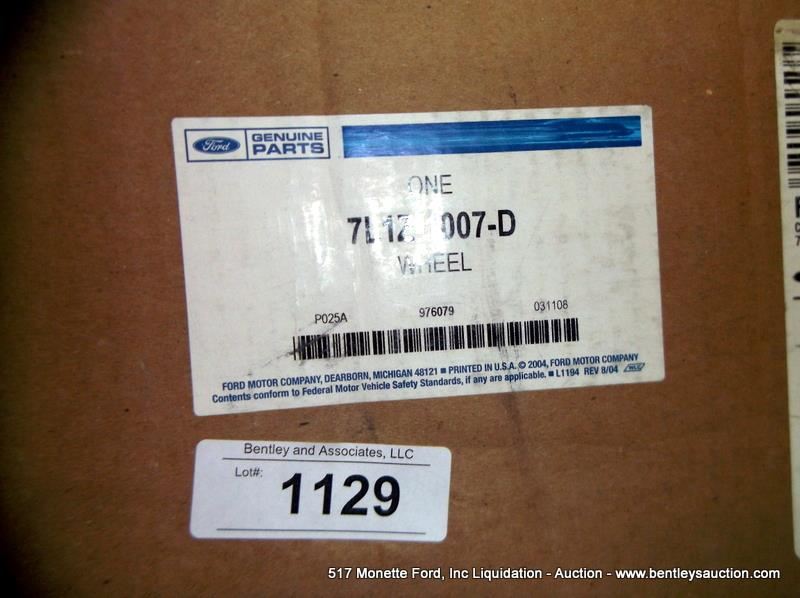 Ford GENUINE PARTS
ONE
WHEEL
P025A 976079 031108
FORD MOTOR COMPANY, DEARBORN, MICHIGAN 48121 ■ PRINTED IN U.S.A. © 2004, FORD MOTOR COMPANY
Contents conform to Federal Motor Vehicle Safety Standards, if any are applicable. ■ L1194 REV 8/04
Bentley and Associates, LLC
Lot#:
1129
517 Monette Ford, Inc Liquidation - Auction - www.bentleysauction.com